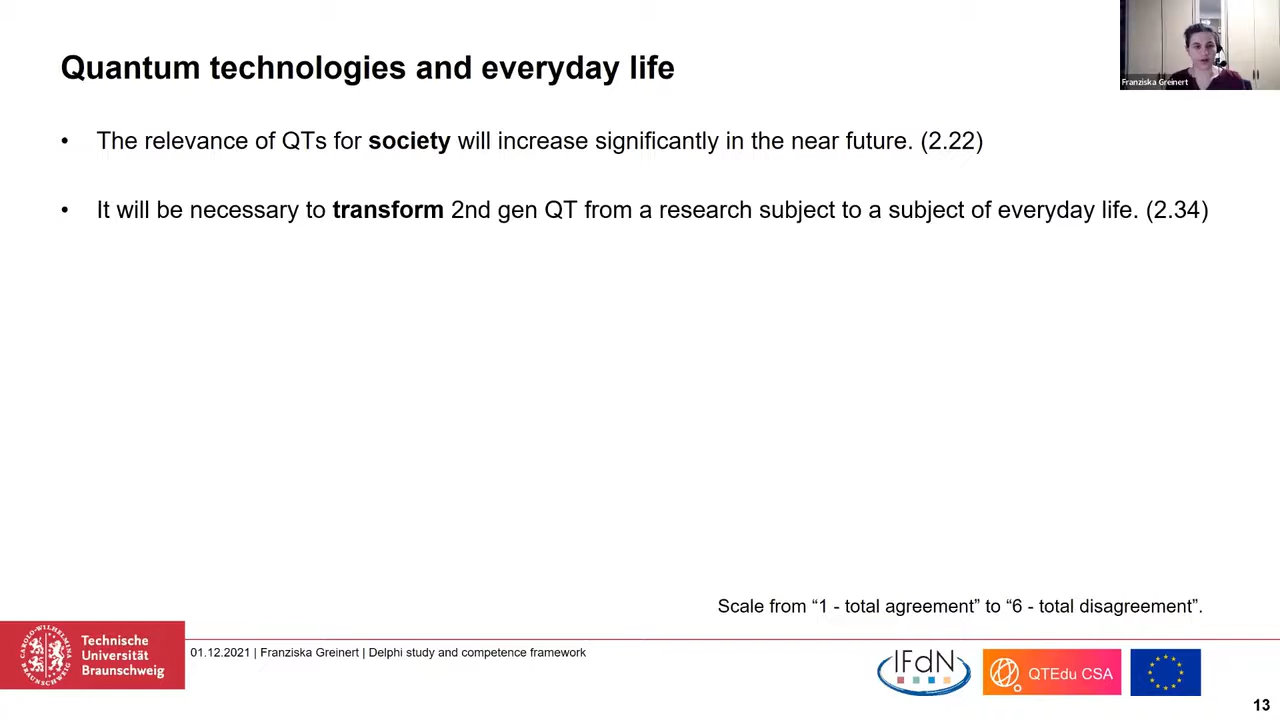 Quantum technologies and everyday life
Franziska Greinert
• The relevance of QTs for society will increase significantly in the near future. (2.22)
• It will be necessary to transform 2nd gen QT from a research subject to a subject of everyday life. (2.34)
Scale from “1 - total agreement” to “6 - total disagreement”.
Technische
Universität
Braunschweig
01.12.2021 | Franziska Greinert | Delphi study and competence framework
IFdN
QTEdu CSA
13